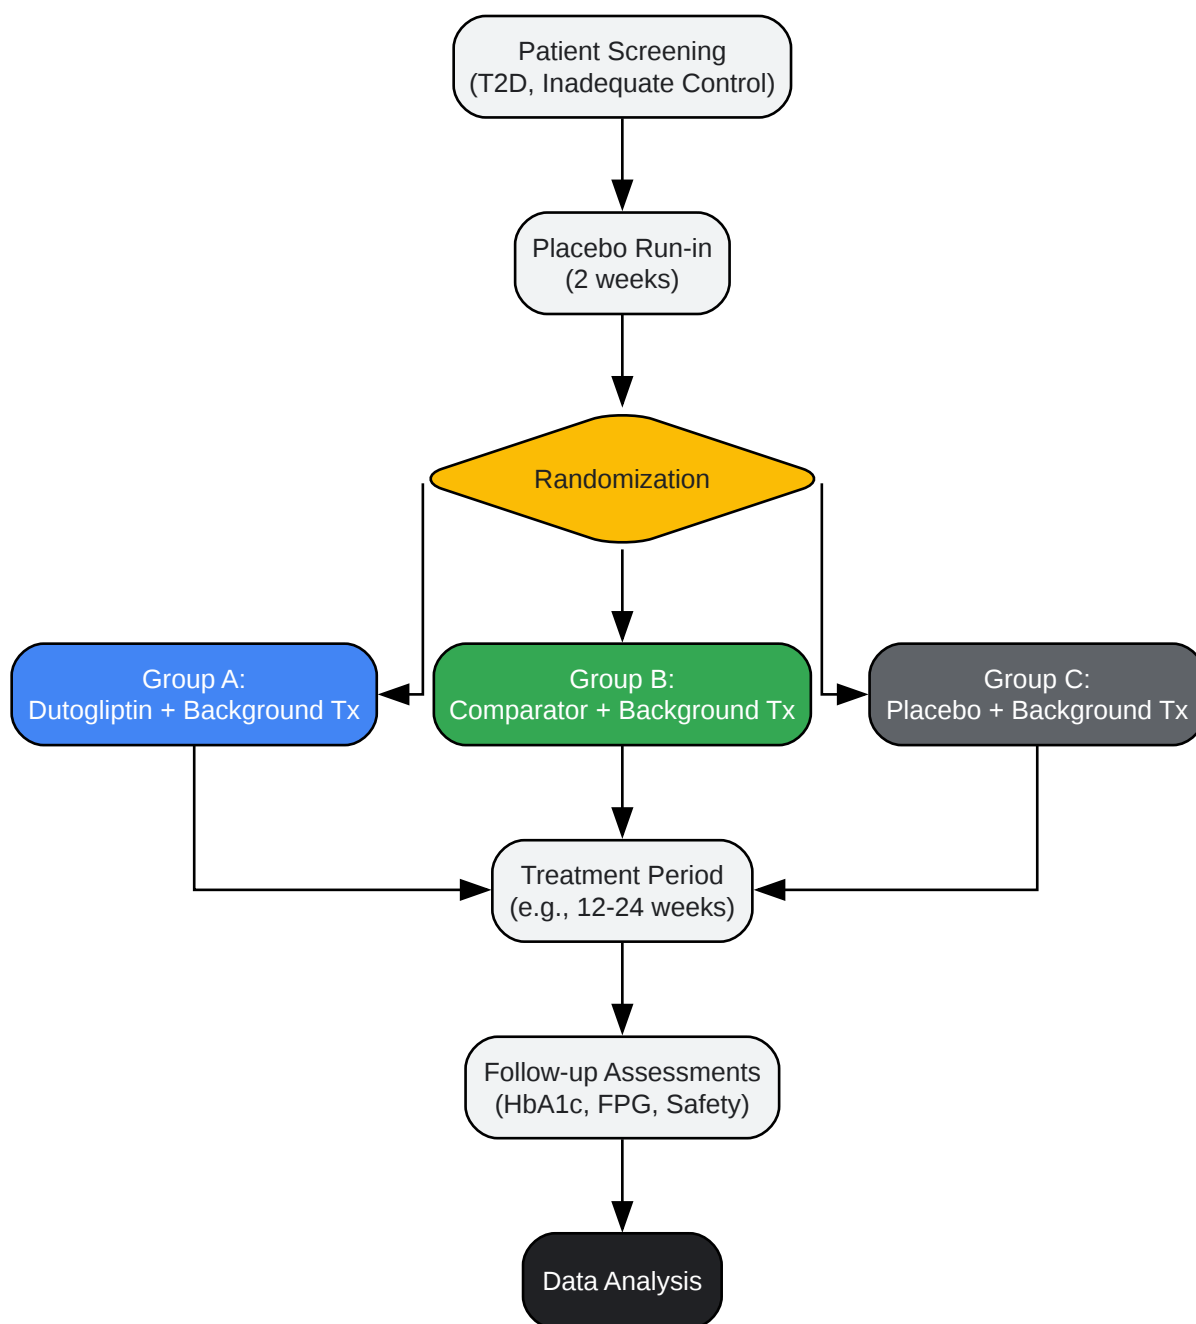 Patient Screening
(T2D, Inadequate Control)
Placebo Run-in
(2 weeks)
Randomization
Group A:
Dutogliptin + Background Tx
Group B:
Comparator + Background Tx
Group C:
Placebo + Background Tx
Treatment Period
(e.g., 12-24 weeks)
Follow-up Assessments
(HbA1c, FPG, Safety)
Data Analysis